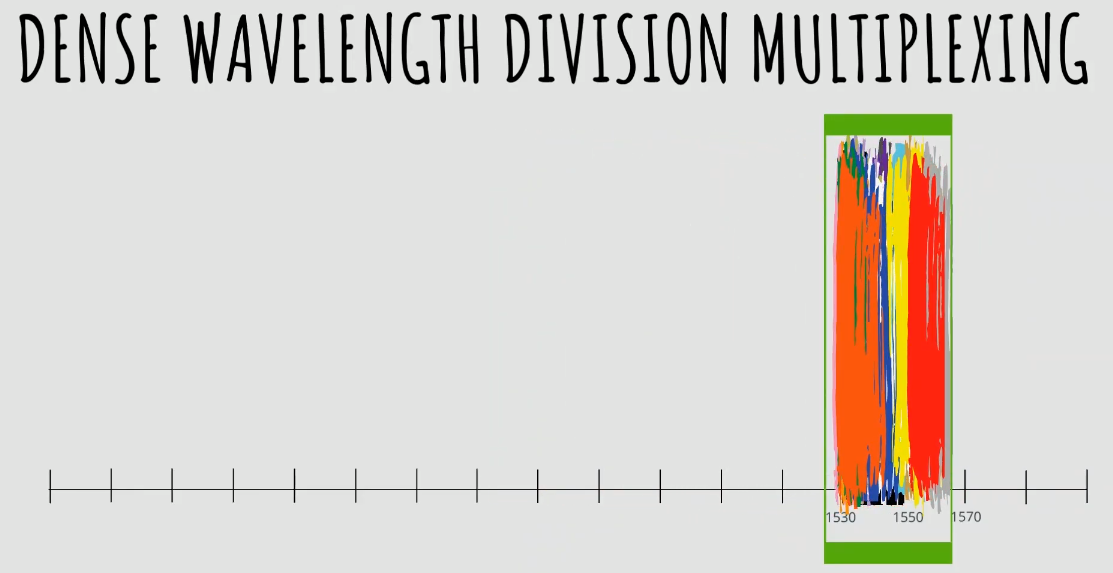 DENSE WAVELENGTH DIVISION MULTIPLEXING
1530 1550 1570